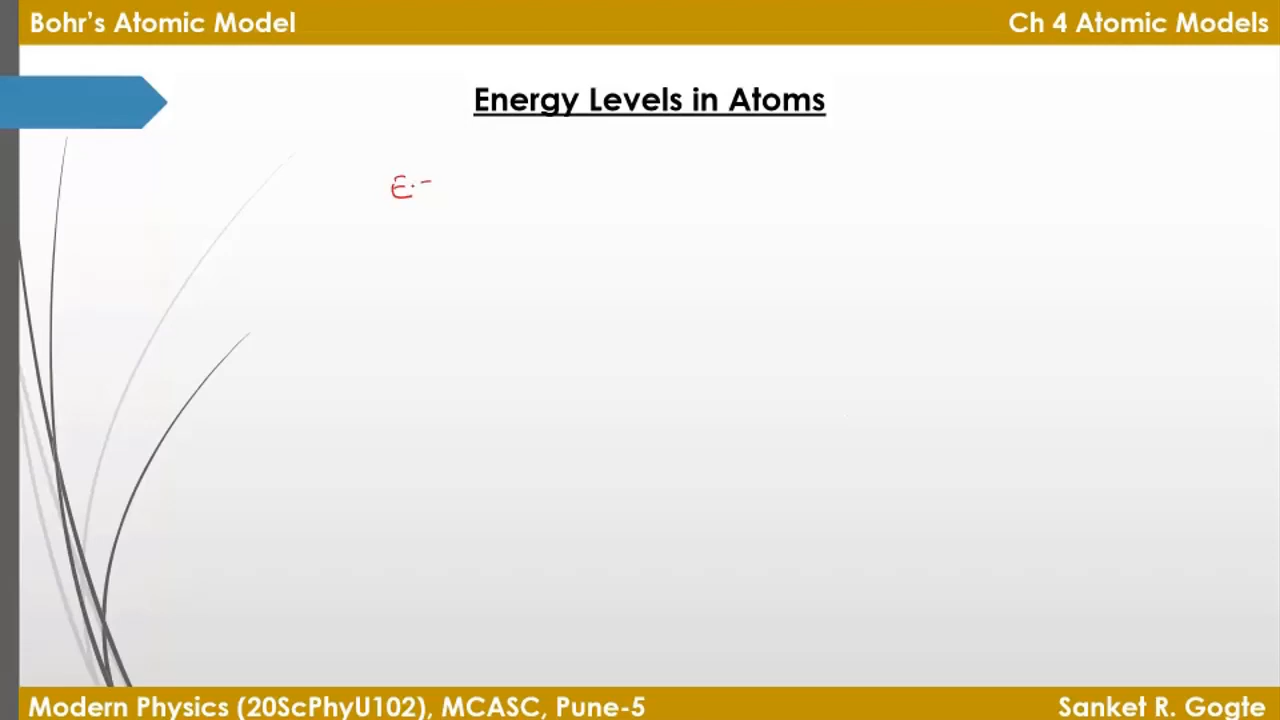 Bohr's Atomic Model
Ch 4 Atomic Models
Energy Levels in Atoms
Modern Physics (20ScPhyU102), MCASC, Pune-5
Sanket R. Gogte